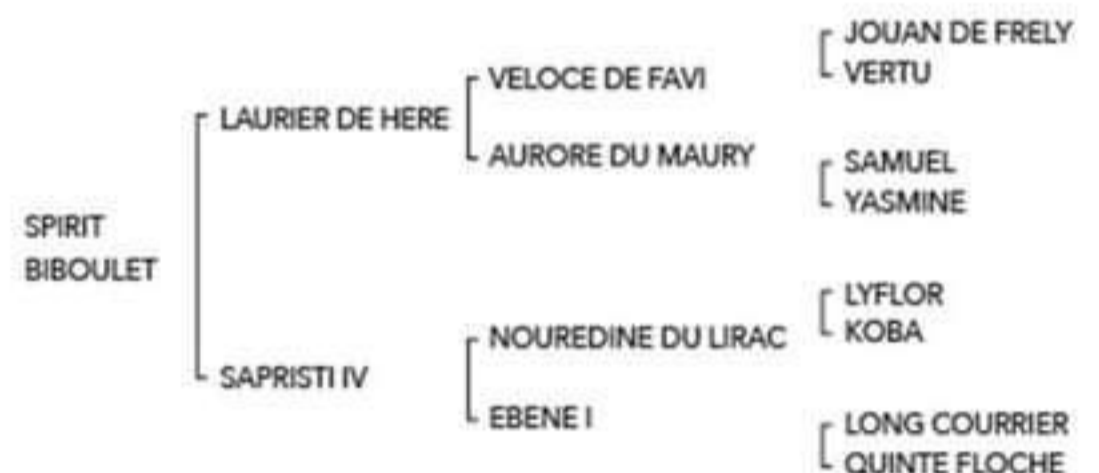 JOUAN DE FRELY
VERTU
VELOCE DE FAVI
LAURIER DE HERE
AURORE DU MAURY
SAMUEL
YASMINE
SPIRIT
BIBOULET
LYFLOR
KOBA
NOUREDINE DU LIRAC
SAPRISTI IV
EBENE I
LONG COURRIER
QUINTE FLOCHE